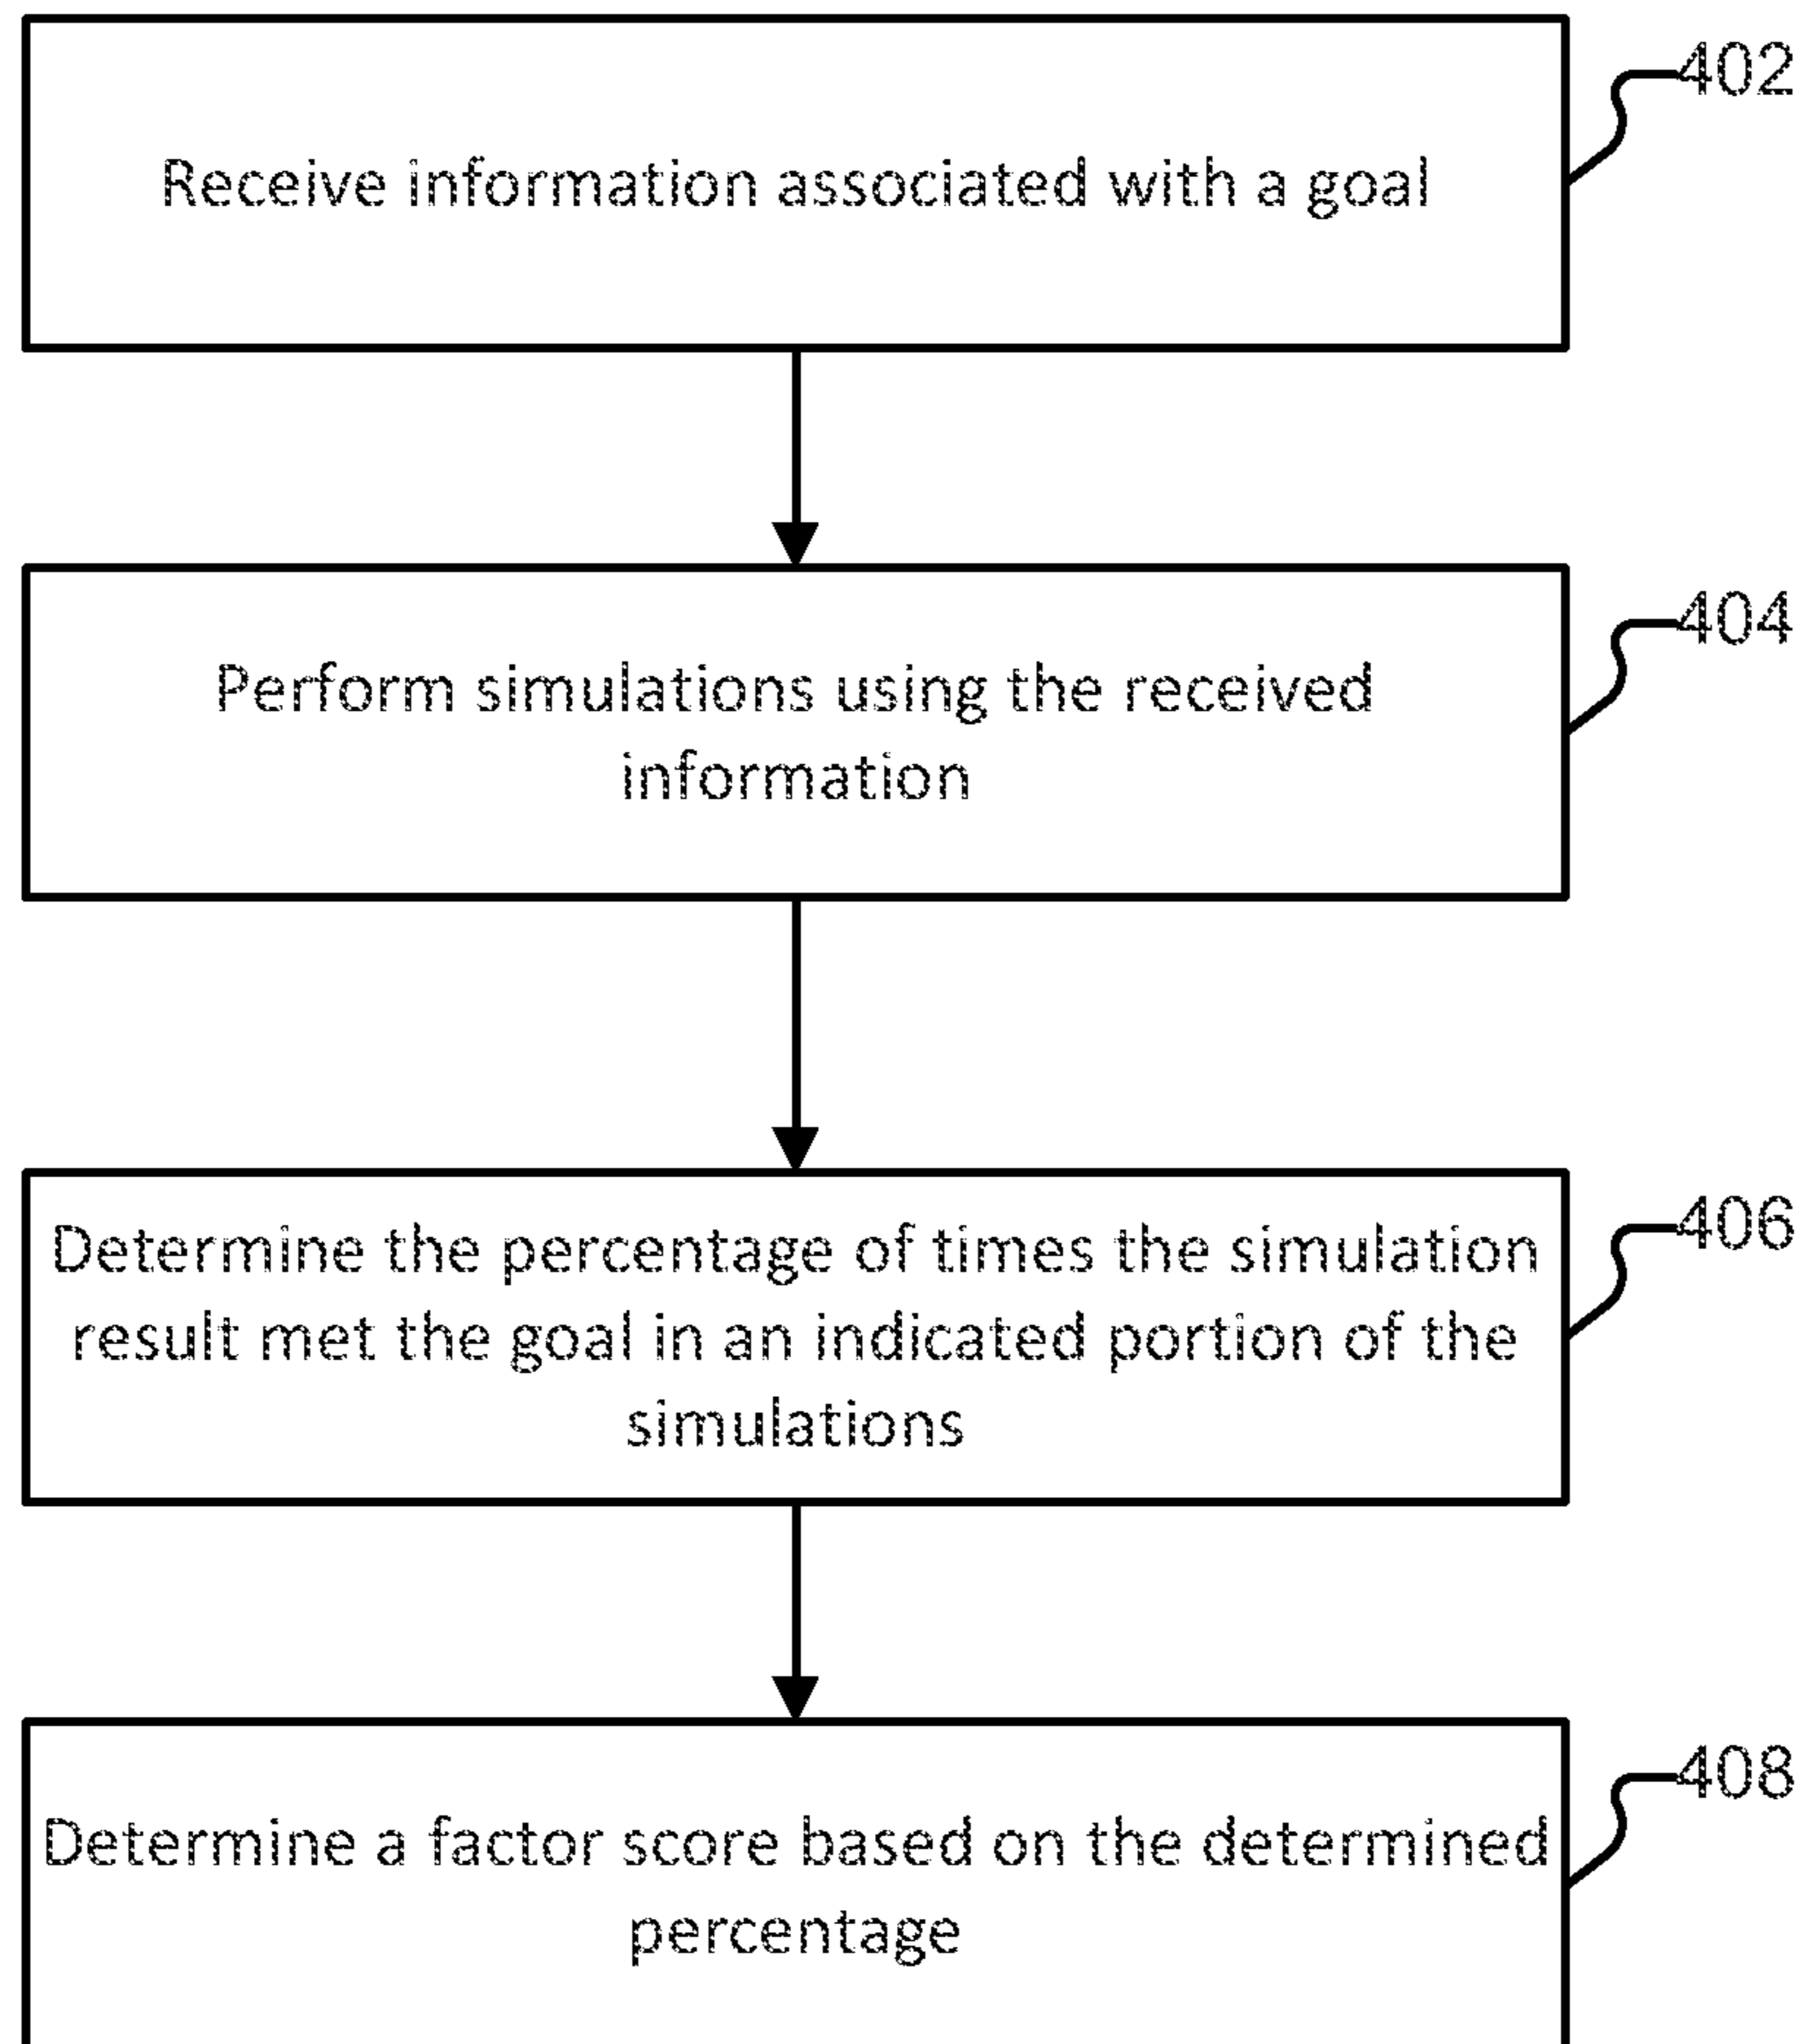 402
Receive information associated with a goal
404
Perform simulations using the received
information
406
Determine the percentage of times the simulation
result met the goal in an indicated portion of the
simulations
408
Determine a factor score based on the determined
percentage